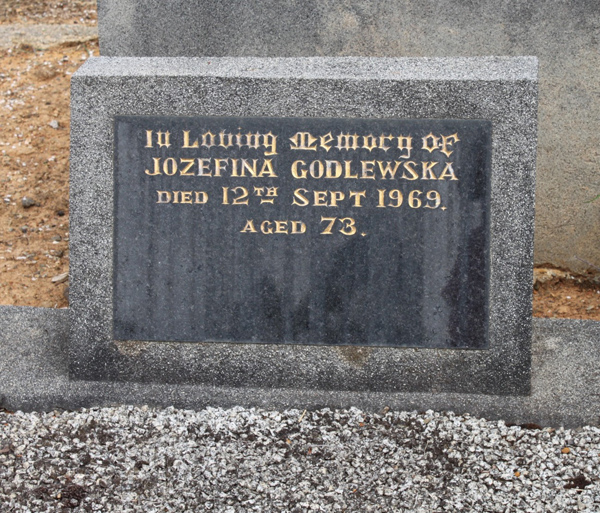 In Loving Memory Of
JOZEFINA GODLEWSKA
DIED 12TH SEPT 1969.
AGED 73.